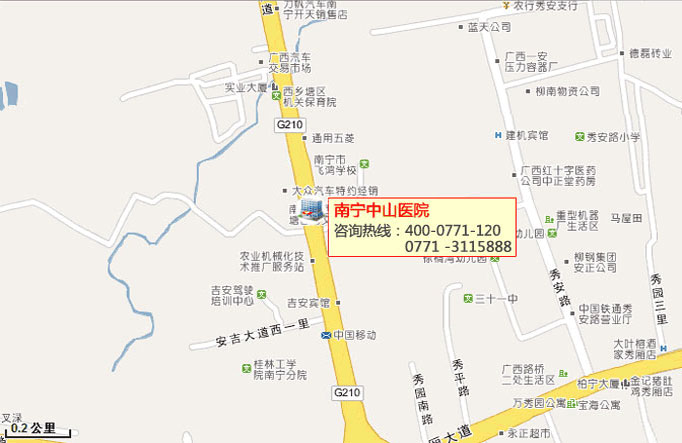 道
力帆汽车南
宁开天销售店
农行秀安支行
蓝天公司
广西汽车
交易市场
广西一安
压力容器厂
德磊砖业
实业大厦
西乡塘区
机关保育院
柳南物资公司
G210
通用五菱
建机宾馆
秀安路小学
南宁市
飞鸿学校
广西红十字医药
公司中正堂药房
大众汽车特约经销
南宁中山医院
咨询热线：400-0771-120
0771 -3115888
重型机器
厂生活区
马屋田
幼儿园
农业机械化技
术推广服务站
柳钢集团
安正公司
吉安驾驶
培训中心
吉安宾馆
三十一中
秀安路
秀园三里
中国铁通秀
安路营业厅
安吉大道西一里
中国移动
大叶榕酒
家秀厢店
桂林工学
院南宁分院
广西路桥
二处生活区
秀平路
秀园南路
柏宁大厦
金记猪肚
鸡秀厢店
G210
万秀园公寓
宝海公寓
大道
永正超市
道
叉深
0.2 公里